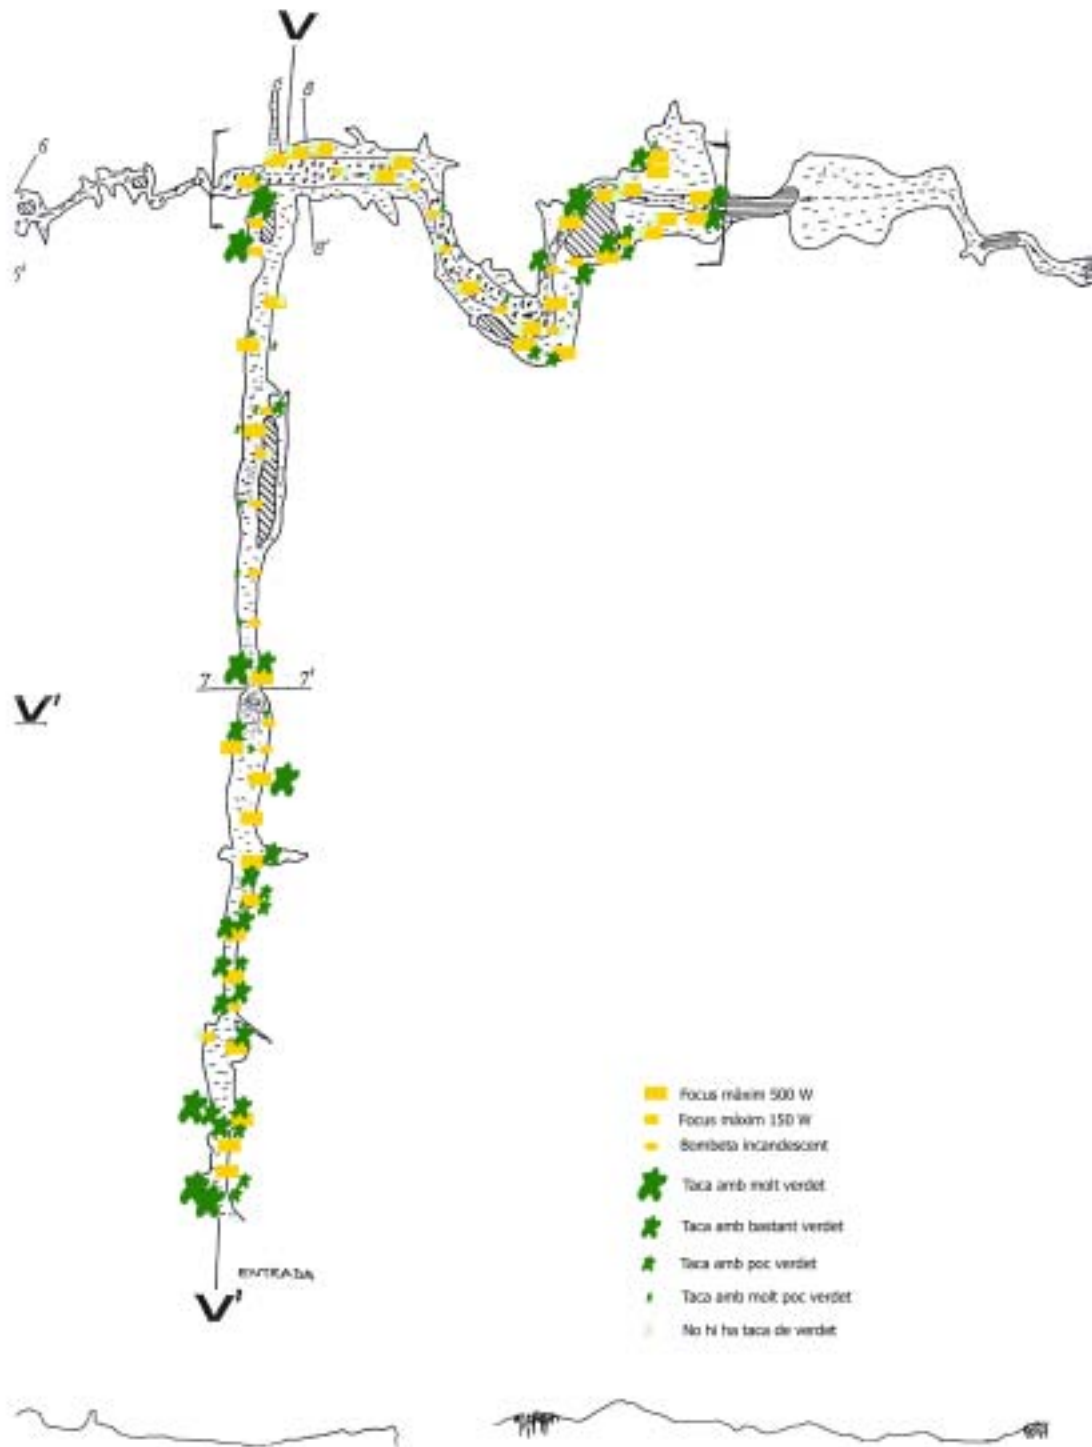 V
6
8'
5'
7 7'
V'
Focus màxim 500 W
Focus màxim 150 W
Bombeta incandescent
Taca amb molt verdet
Taca amb bastant verdet
Taca amb poc verdet
Taca amb molt poc verdet
No hi ha taca de verdet
ENTRADA
V'